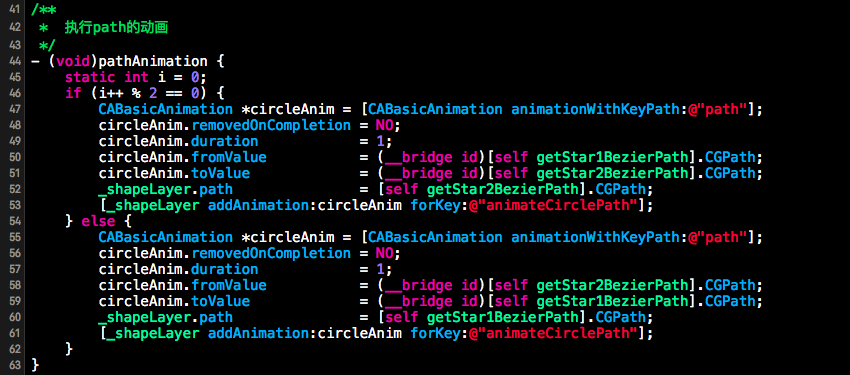 41 /**
42  *  执行path的动画
43  */
44 - (void)pathAnimation {
45     static int i = 0;
46     if (i++ % 2 == 0) {
47         CABasicAnimation *circleAnim = [CABasicAnimation animationWithKeyPath:@"path"];
48         circleAnim.removedOnCompletion = NO;
49         circleAnim.duration            = 1;
50         circleAnim.fromValue           = (__bridge id)[self getStar1BezierPath].CGPath;
51         circleAnim.toValue             = (__bridge id)[self getStar2BezierPath].CGPath;
52         _shapeLayer.path               = [self getStar2BezierPath].CGPath;
53         [_shapeLayer addAnimation:circleAnim forKey:@"animateCirclePath"];
54     } else {
55         CABasicAnimation *circleAnim = [CABasicAnimation animationWithKeyPath:@"path"];
56         circleAnim.removedOnCompletion = NO;
57         circleAnim.duration            = 1;
58         circleAnim.fromValue           = (__bridge id)[self getStar2BezierPath].CGPath;
59         circleAnim.toValue             = (__bridge id)[self getStar1BezierPath].CGPath;
60         _shapeLayer.path               = [self getStar1BezierPath].CGPath;
61         [_shapeLayer addAnimation:circleAnim forKey:@"animateCirclePath"];
62     }
63 }